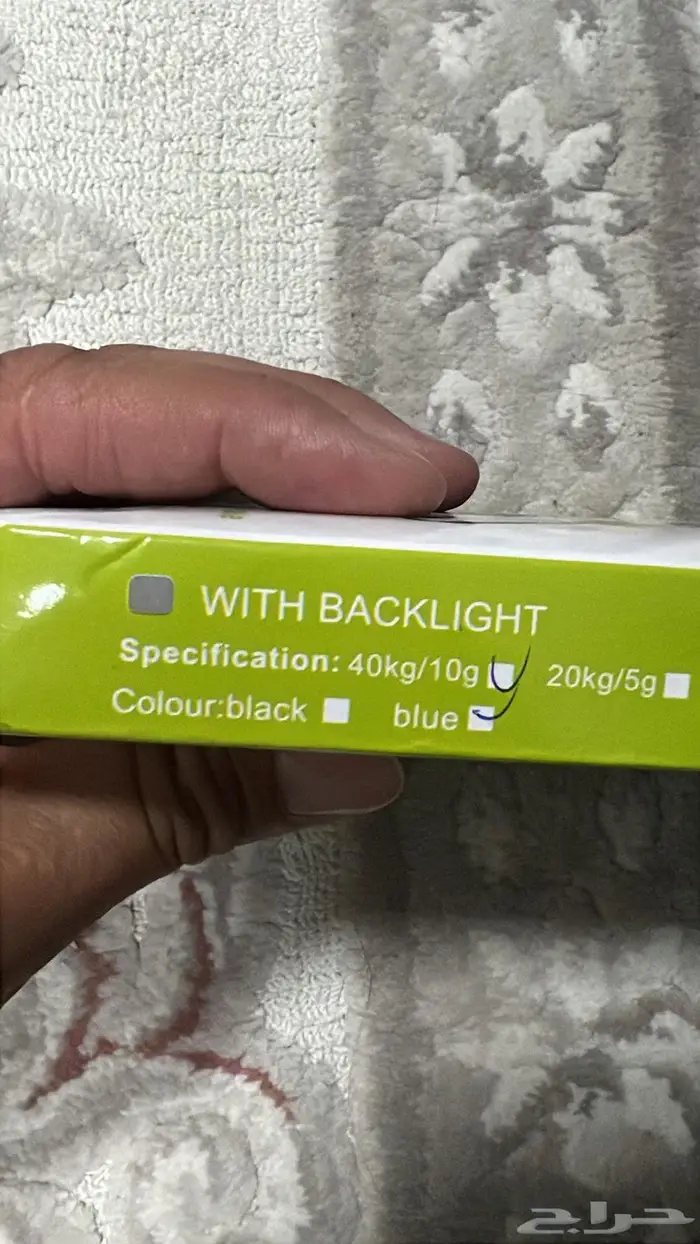 WITH BACKLIGHT
Specification: 40kg/10g 20kg/5g
Colour:black blue
حراج